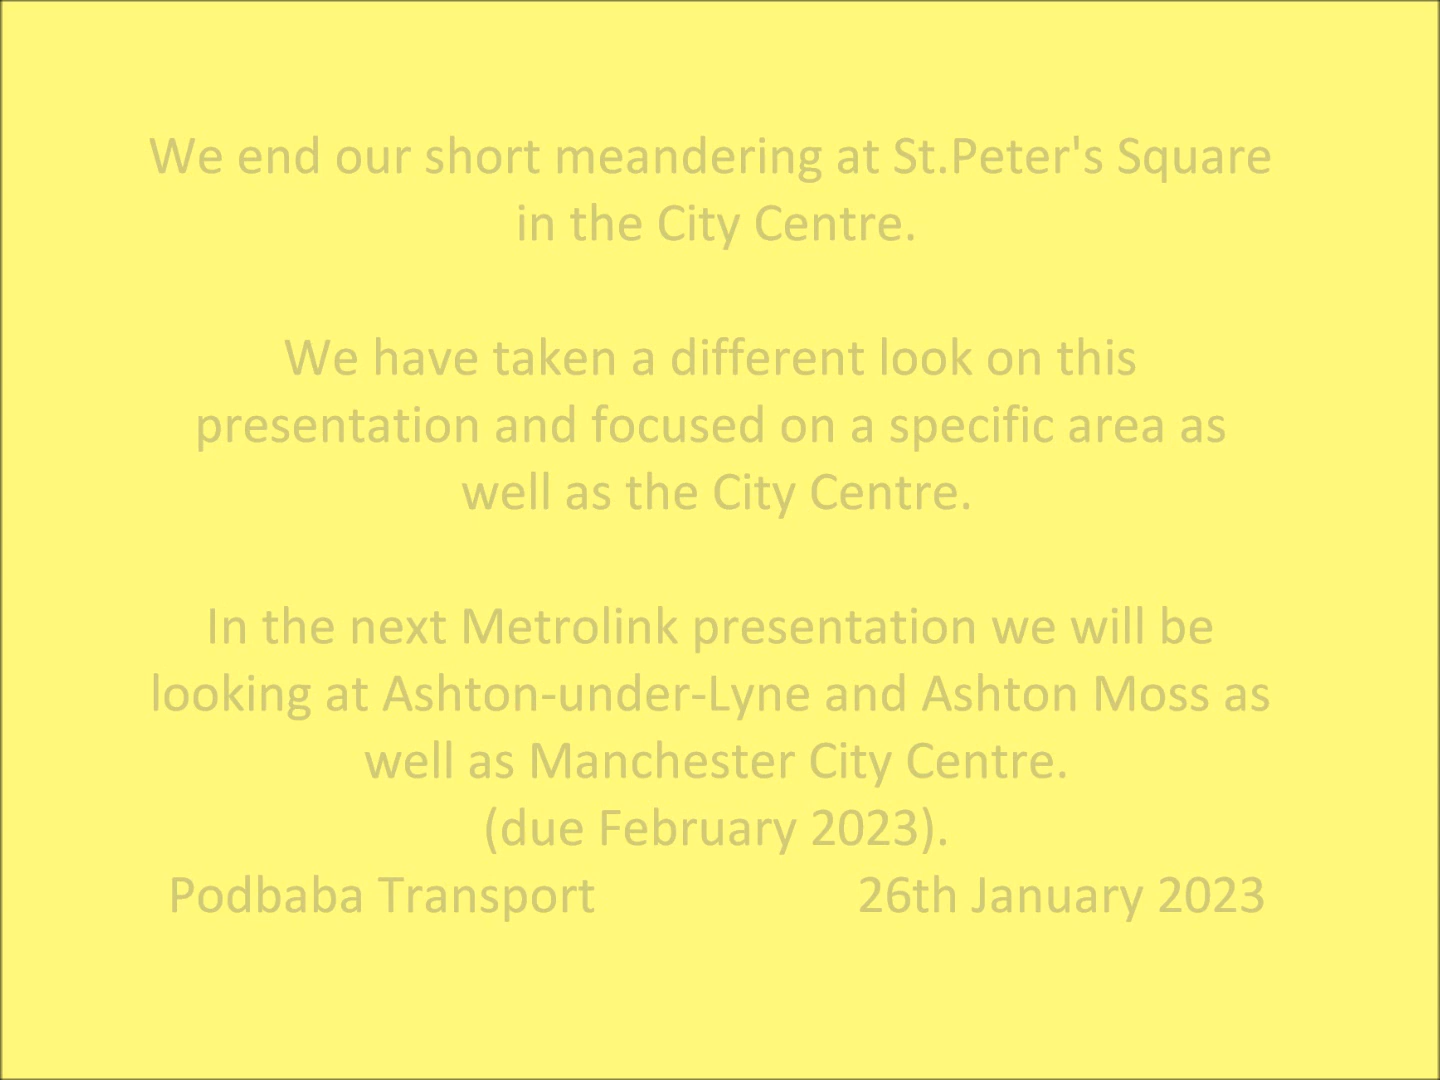 We end our short meandering at St.Peter's Square
in the City Centre.
We have taken a different look on this
presentation and focused on a specific area as
well as the City Centre.
In the next Metrolink presentation we will be
looking at Ashton-under-Lyne and Ashton Moss as
well as Manchester City Centre.
(due February 2023).
Podbaba Transport 26th January 2023